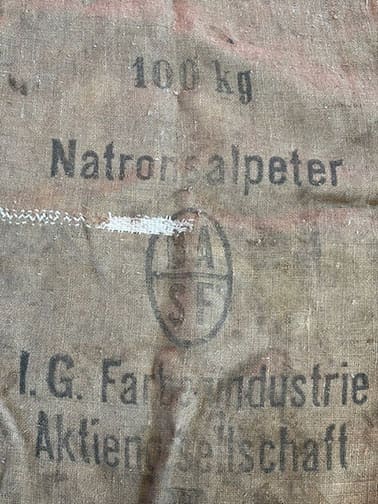 100 kg
Natronsalpeter
BA
SF
I. G. Farbenindustrie
Aktiengesellschaft